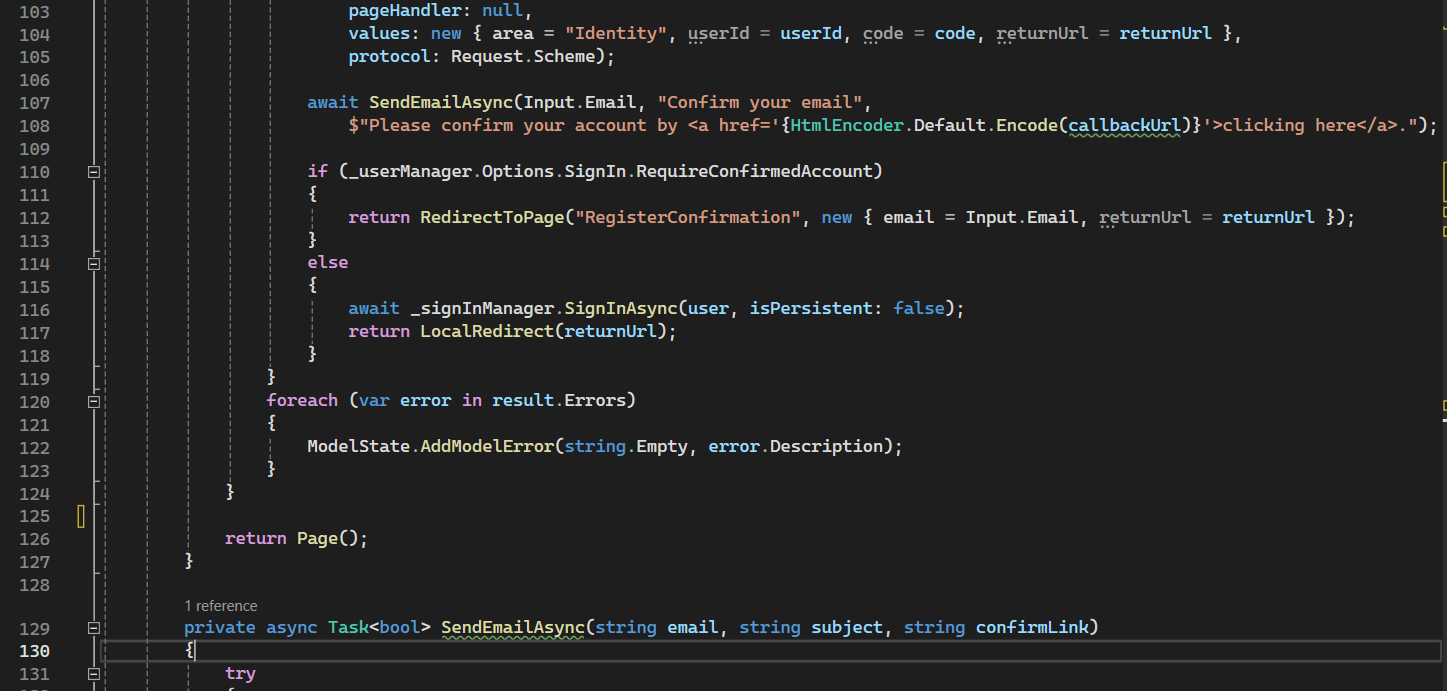 103 pageHandler: null,
104 values: new { area = "Identity", userId = userId, code = code, returnUrl = returnUrl },
105 protocol: Request.Scheme);
106
107 await SendEmailAsync(Input.Email, "Confirm your email",
108 $"Please confirm your account by <a href='{HtmlEncoder.Default.Encode(callbackUrl)}'>clicking here</a>.");
109
110 if (_userManager.Options.SignIn.RequireConfirmedAccount)
111 {
112 return RedirectToPage("RegisterConfirmation", new { email = Input.Email, returnUrl = returnUrl });
113 }
114 else
115 {
116 await _signInManager.SignInAsync(user, isPersistent: false);
117 return LocalRedirect(returnUrl);
118 }
119 }
120 foreach (var error in result.Errors)
121 {
122 ModelState.AddModelError(string.Empty, error.Description);
123 }
124 }
125
126 return Page();
127 }
128
1 reference
129 private async Task<bool> SendEmailAsync(string email, string subject, string confirmLink)
130 {
131 try